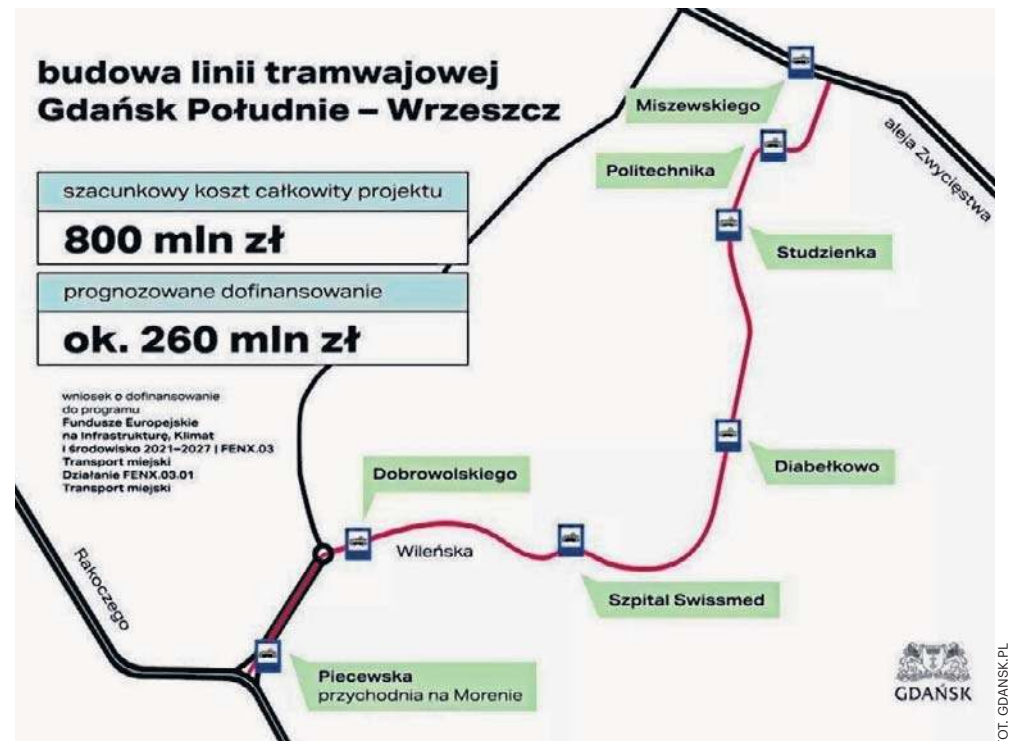 budowa linii tramwajowej
Gdańsk Południe – Wrzeszcz
szacunkowy koszt całkowity projektu
800 mln zł
prognozowane dofinansowanie
ok. 260 mln zł
wniosek o dofinansowanie
do programu
Fundusze Europejskie
na Infrastrukturę, Klimat
i środowisko 2021–2027 | FENX.03
Transport miejski
Działanie FENX.03.01
Transport miejski
Miszewskiego
aleja Zwycięstwa
Politechnika
Studzienka
Diabełkowo
Dobrowolskiego
Wileńska
Szpital Swissmed
Rakoczego
Piecewska
przychodnia na Morenie
GDAŃSK
OT. GDANSK.PL